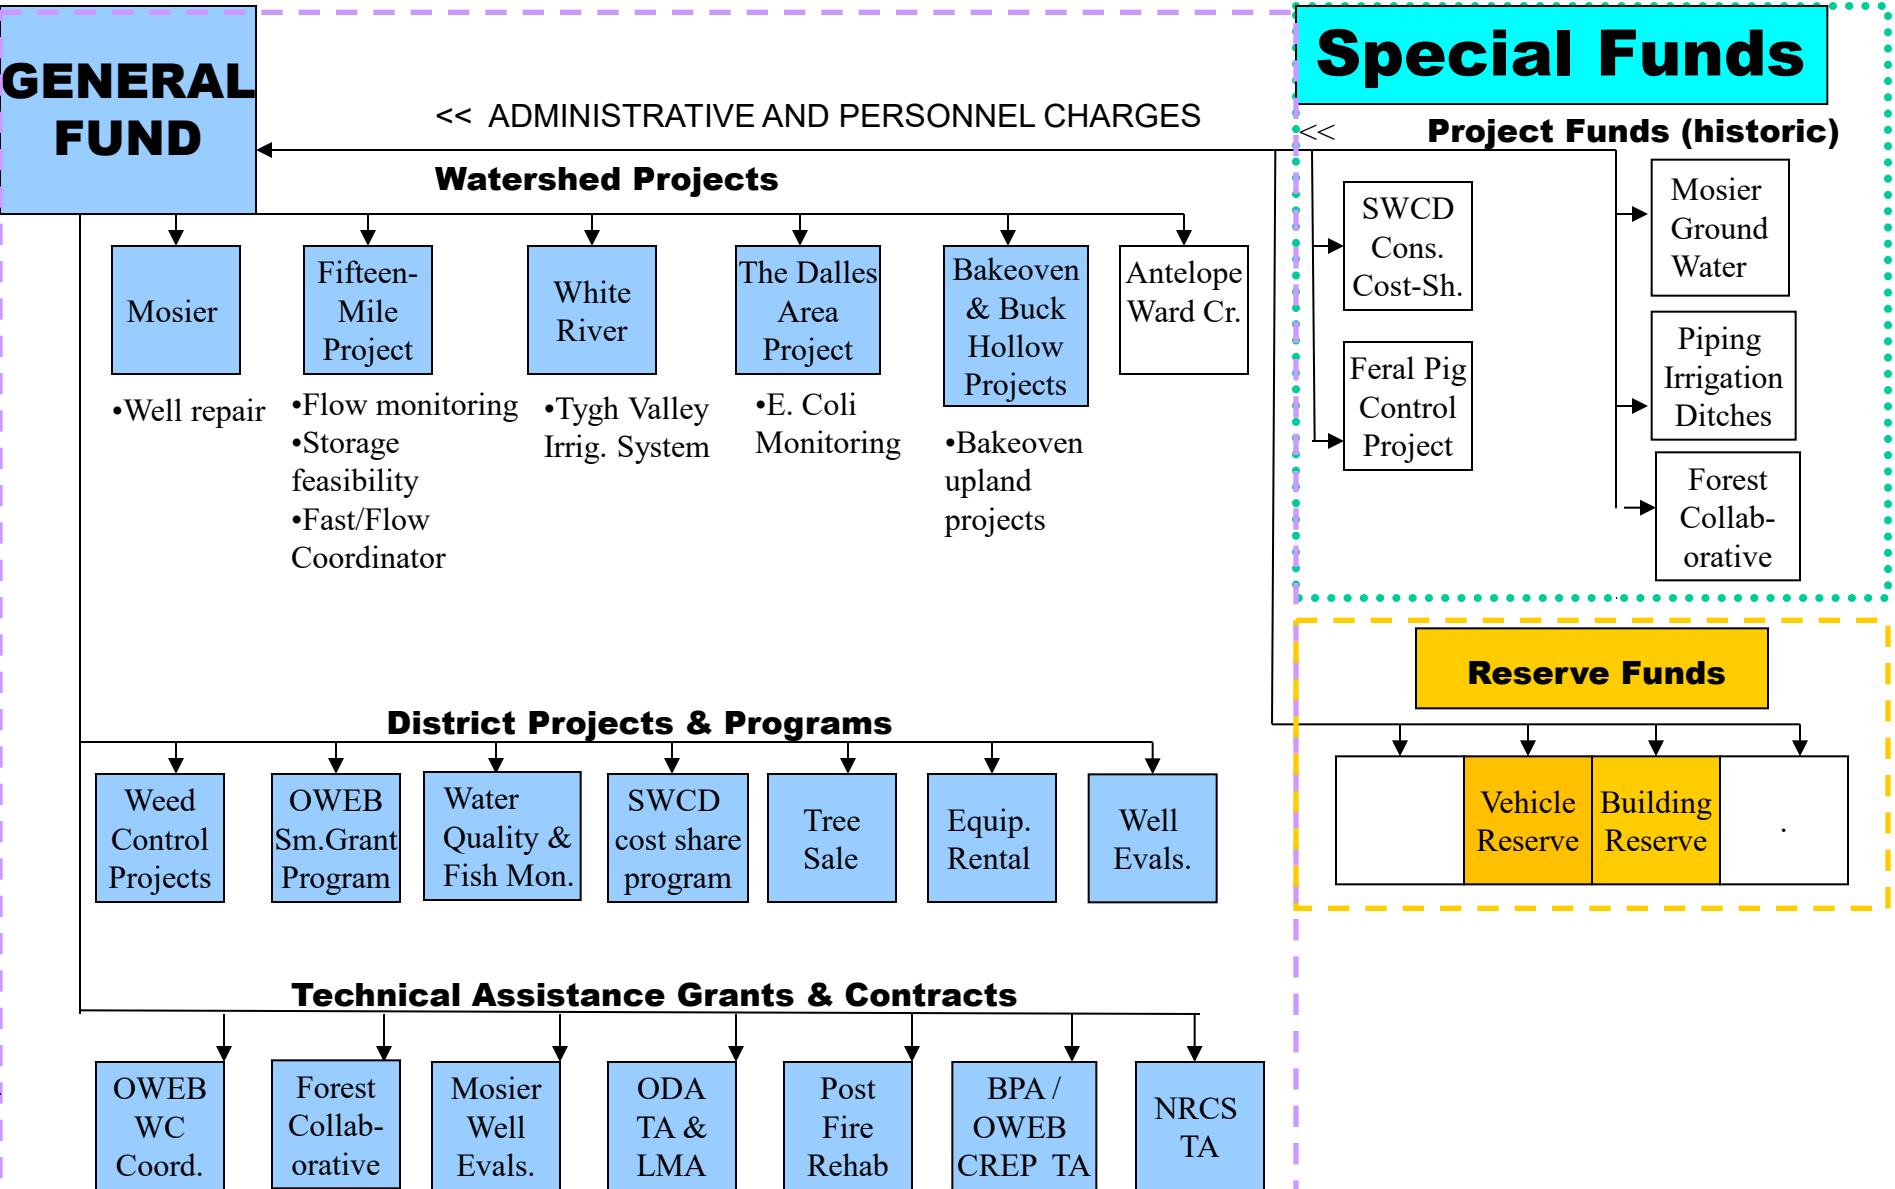 GENERAL
FUND
Special Funds
<< ADMINISTRATIVE AND PERSONNEL CHARGES
<<
Project Funds (historic)
Watershed Projects
Mosier
•Well repair
Fifteen-
Mile
Project
•Flow monitoring
•Storage
feasibility
•Fast/Flow
Coordinator
White
River
•Tygh Valley
Irrig. System
The Dalles
Area
Project
•E. Coli
Monitoring
Bakeoven
& Buck
Hollow
Projects
•Bakeoven
upland
projects
Antelope
Ward Cr.
SWCD
Cons.
Cost-Sh.
Feral Pig
Control
Project
Mosier
Ground
Water
Piping
Irrigation
Ditches
Forest
Collab-
orative
Reserve Funds
Vehicle
Reserve
Building
Reserve
.
District Projects & Programs
Weed
Control
Projects
OWEB
Sm.Grant
Program
Water
Quality &
Fish Mon.
SWCD
cost share
program
Tree
Sale
Equip.
Rental
Well
Evals.
Technical Assistance Grants & Contracts
OWEB
WC
Coord.
Forest
Collab-
orative
Mosier
Well
Evals.
ODA
TA &
LMA
Post
Fire
Rehab
BPA /
OWEB
CREP TA
NRCS
TA